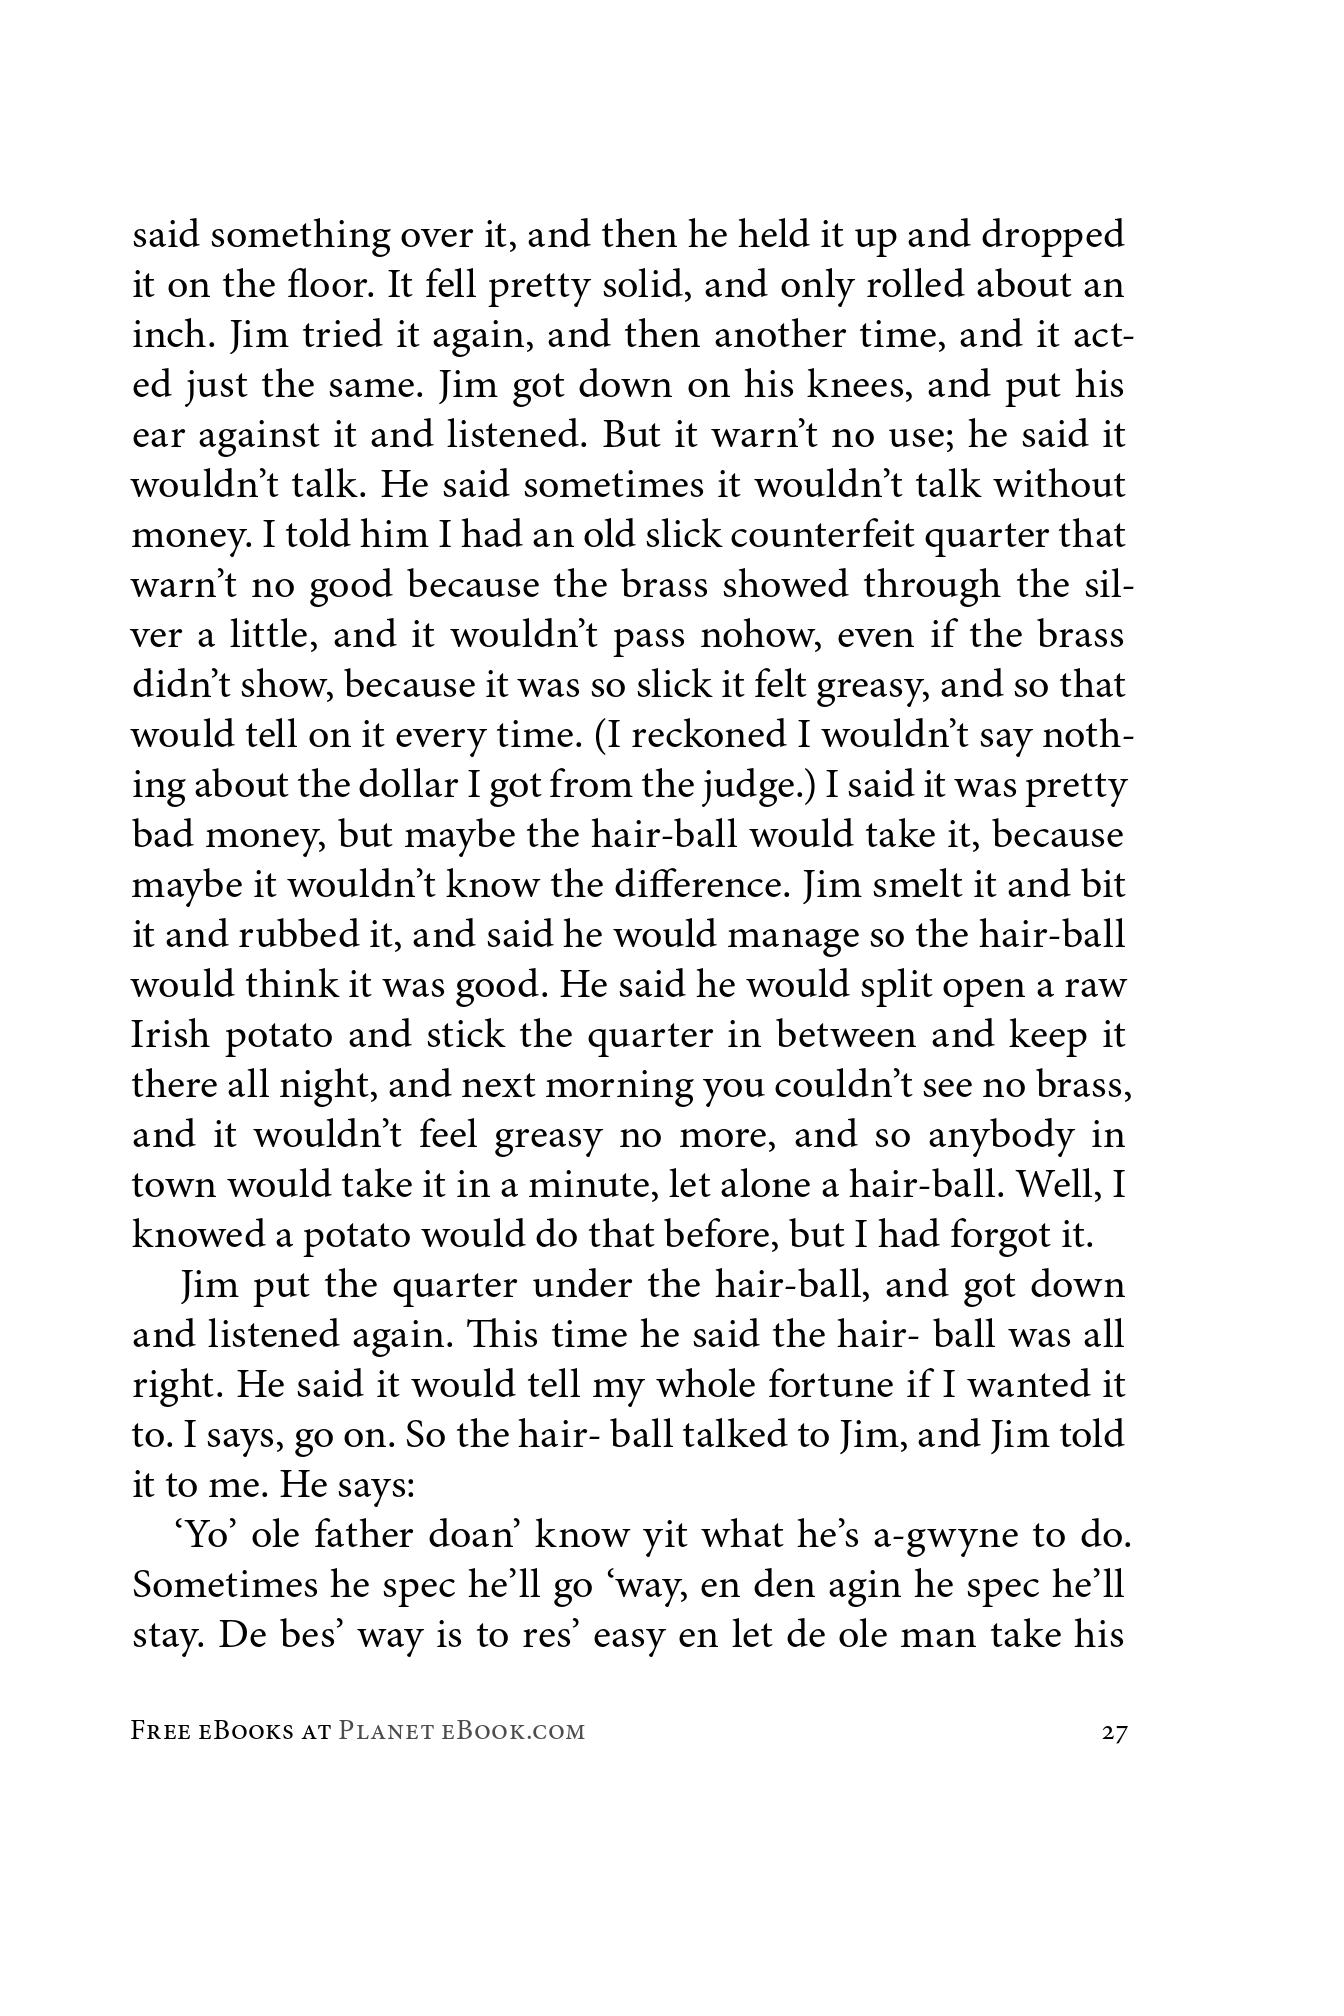 said something over it, and then he held it up and dropped
it on the floor. It fell pretty solid, and only rolled about an
inch. Jim tried it again, and then another time, and it act-
ed just the same. Jim got down on his knees, and put his
ear against it and listened. But it warn’t no use; he said it
wouldn’t talk. He said sometimes it wouldn’t talk without
money. I told him I had an old slick counterfeit quarter that
warn’t no good because the brass showed through the sil-
ver a little, and it wouldn’t pass nohow, even if the brass
didn’t show, because it was so slick it felt greasy, and so that
would tell on it every time. (I reckoned I wouldn’t say noth-
ing about the dollar I got from the judge.) I said it was pretty
bad money, but maybe the hair-ball would take it, because
maybe it wouldn’t know the difference. Jim smelt it and bit
it and rubbed it, and said he would manage so the hair-ball
would think it was good. He said he would split open a raw
Irish potato and stick the quarter in between and keep it
there all night, and next morning you couldn’t see no brass,
and it wouldn’t feel greasy no more, and so anybody in
town would take it in a minute, let alone a hair-ball. Well, I
knowed a potato would do that before, but I had forgot it.
Jim put the quarter under the hair-ball, and got down
and listened again. This time he said the hair- ball was all
right. He said it would tell my whole fortune if I wanted it
to. I says, go on. So the hair- ball talked to Jim, and Jim told
it to me. He says:
‘Yo’ ole father doan’ know yit what he’s a-gwyne to do.
Sometimes he spec he’ll go ‘way, en den agin he spec he’ll
stay. De bes’ way is to res’ easy en let de ole man take his
Free eBooks at Planet eBook.com 27